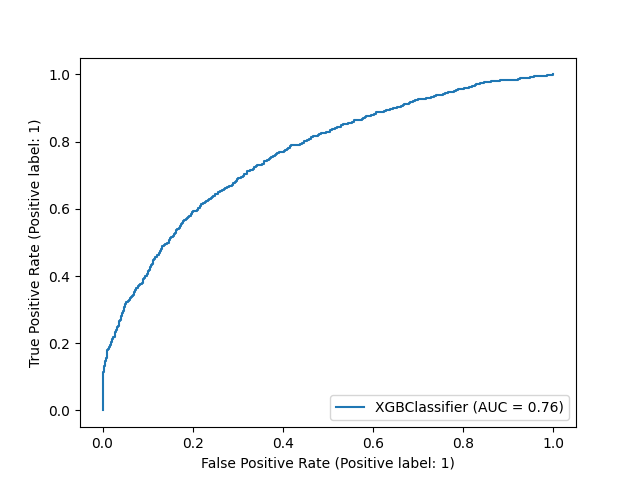 1.0
0.8
0.6
0.4
0.2
0.0
True Positive Rate (Positive label: 1)
XGBClassifier (AUC = 0.76)
0.0 0.2 0.4 0.6 0.8 1.0
False Positive Rate (Positive label: 1)